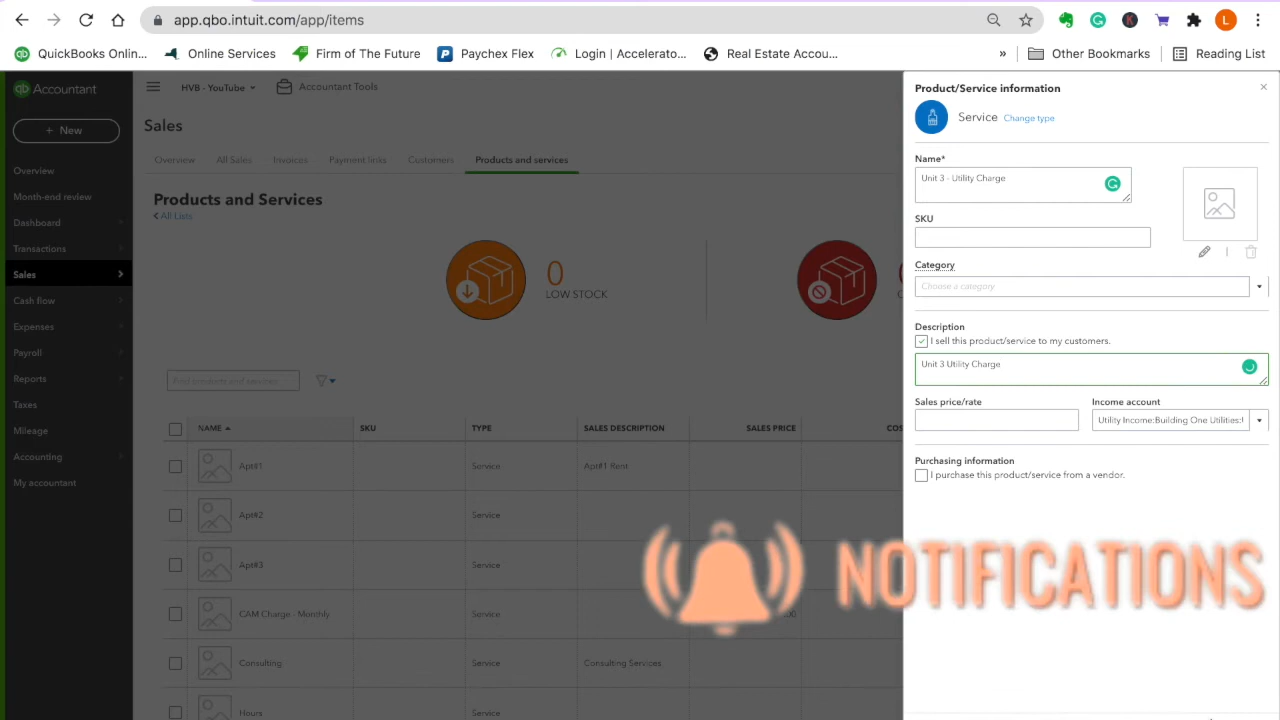 app.qbo.intuit.com/app/items
L
QuickBooks Onlin...
Online Services
Firm of The Future
Paychex Flex
Login | Accelerato...
Real Estate Accou...
»
Other Bookmarks
Reading List
qb Accountant
HVB - YouTube
Accountant Tools
+ New
Overview
Month-end review
Dashboard
Transactions
Sales
Cash flow
Expenses
Payroll
Reports
Taxes
Mileage
Accounting
My accountant
Sales
Overview
All Sales
Invoices
Payment links
Customers
Products and services
Products and Services
All Lists
0
LOW STOCK
Find products and services
NAME
SKU
TYPE
SALES DESCRIPTION
SALES PRICE
Apt#1
Service
Apt#1 Rent
Apt#2
Service
Apt#3
Service
CAM Charge - Monthly
Service
Consulting
Service
Consulting Services
Hours
Service
Product/Service information
Service
Change type
Name*
Unit 3 - Utility Charge
SKU
Category
Choose a category
Description
I sell this product/service to my customers.
Unit 3 Utility Charge
Sales price/rate
Income account
Utility Income:Building One Utilities:
Purchasing information
I purchase this product/service from a vendor.
NOTIFICATIONS